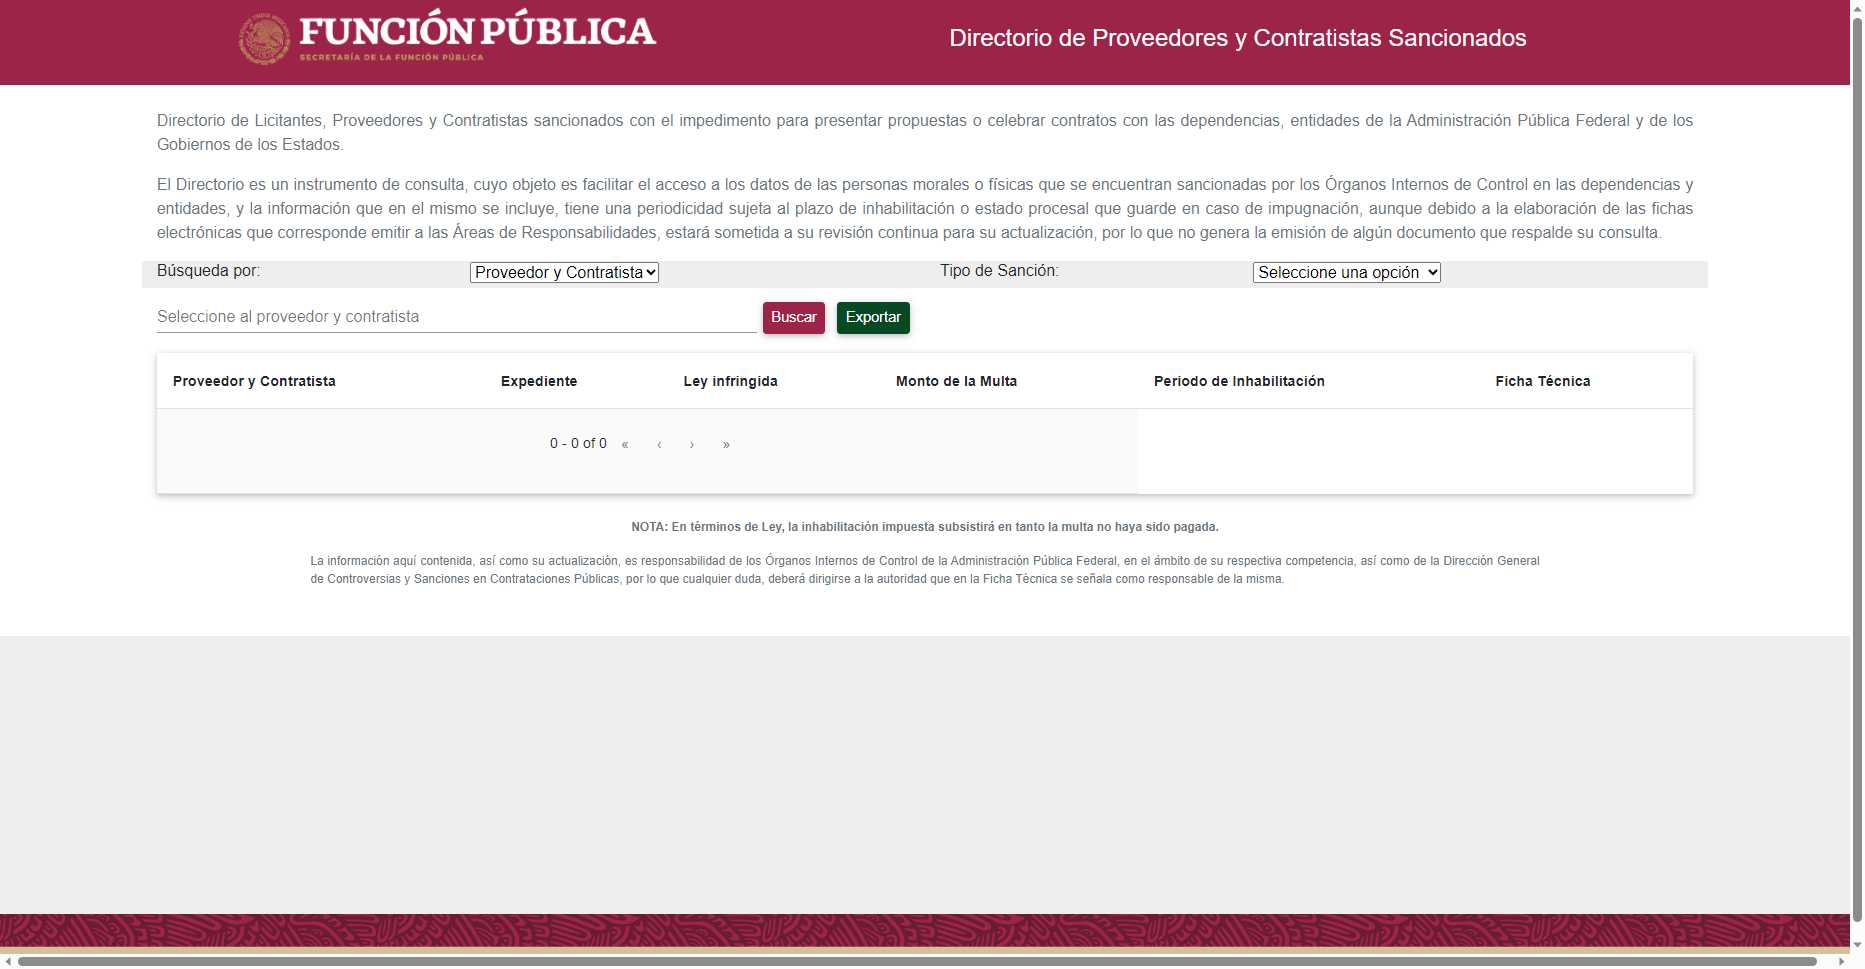 FUNCIÓN PÚBLICA
SECRETARÍA DE LA FUNCIÓN PÚBLICA
Directorio de Proveedores y Contratistas Sancionados
Directorio de Licitantes, Proveedores y Contratistas sancionados con el impedimento para presentar propuestas o celebrar contratos con las dependencias, entidades de la Administración Pública Federal y de los
Gobiernos de los Estados.
El Directorio es un instrumento de consulta, cuyo objeto es facilitar el acceso a los datos de las personas morales o físicas que se encuentran sancionadas por los Órganos Internos de Control en las dependencias y
entidades, y la información que en el mismo se incluye, tiene una periodicidad sujeta al plazo de inhabilitación o estado procesal que guarde en caso de impugnación, aunque debido a la elaboración de las fichas
electrónicas que corresponde emitir a las Áreas de Responsabilidades, estará sometida a su revisión continua para su actualización, por lo que no genera la emisión de algún documento que respalde su consulta.
Búsqueda por: Proveedor y Contratista Tipo de Sanción: Seleccione una opción
Seleccione al proveedor y contratista Buscar Exportar
Proveedor y Contratista Expediente Ley infringida Monto de la Multa Periodo de Inhabilitación Ficha Técnica
0 - 0 of 0 « ‹ › »
NOTA: En términos de Ley, la inhabilitación impuesta subsistirá en tanto la multa no haya sido pagada.
La información aquí contenida, así como su actualización, es responsabilidad de los Órganos Internos de Control de la Administración Pública Federal, en el ámbito de su respectiva competencia, así como de la Dirección General
de Controversias y Sanciones en Contrataciones Públicas, por lo que cualquier duda, deberá dirigirse a la autoridad que en la Ficha Técnica se señala como responsable de la misma.